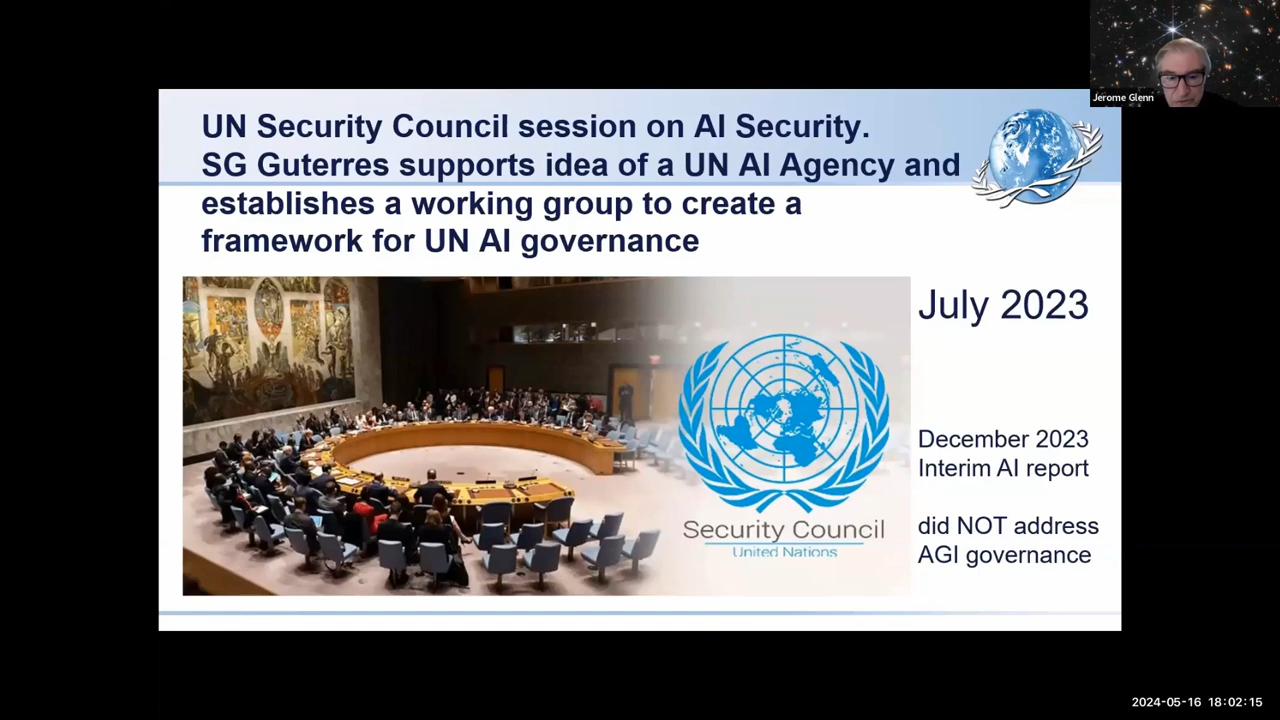 Jerome Glenn
UN Security Council session on AI Security.
SG Guterres supports idea of a UN AI Agency and
establishes a working group to create a
framework for UN AI governance
July 2023
December 2023
Interim AI report
did NOT address
AGI governance
Security Council
United Nations
2024-05-16 18:02:15